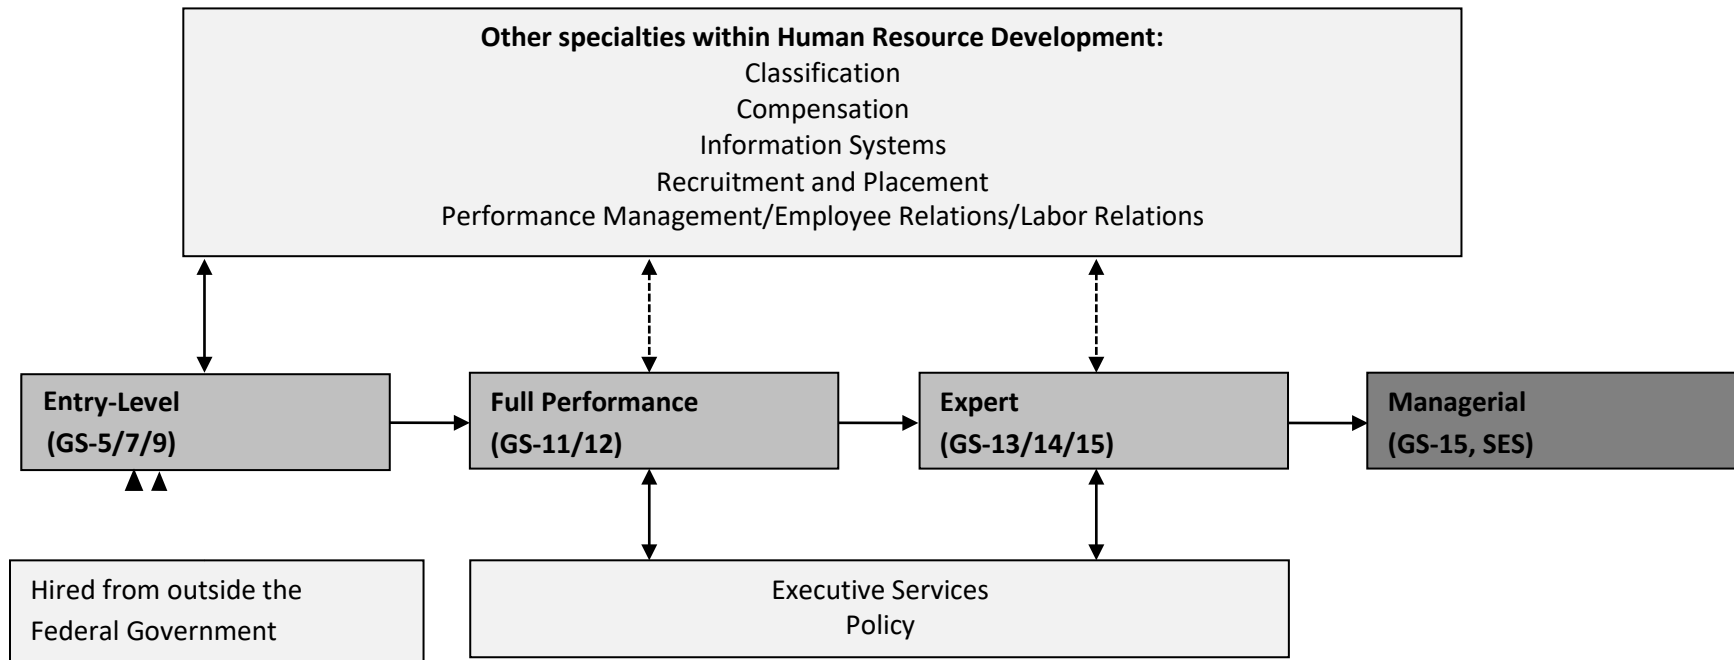 Other specialties within Human Resource Development:
Classification
Compensation
Information Systems
Recruitment and Placement
Performance Management/Employee Relations/Labor Relations
Entry-Level
(GS-5/7/9)
Full Performance
(GS-11/12)
Expert
(GS-13/14/15)
Managerial
(GS-15, SES)
Hired from outside the
Federal Government
Executive Services
Policy